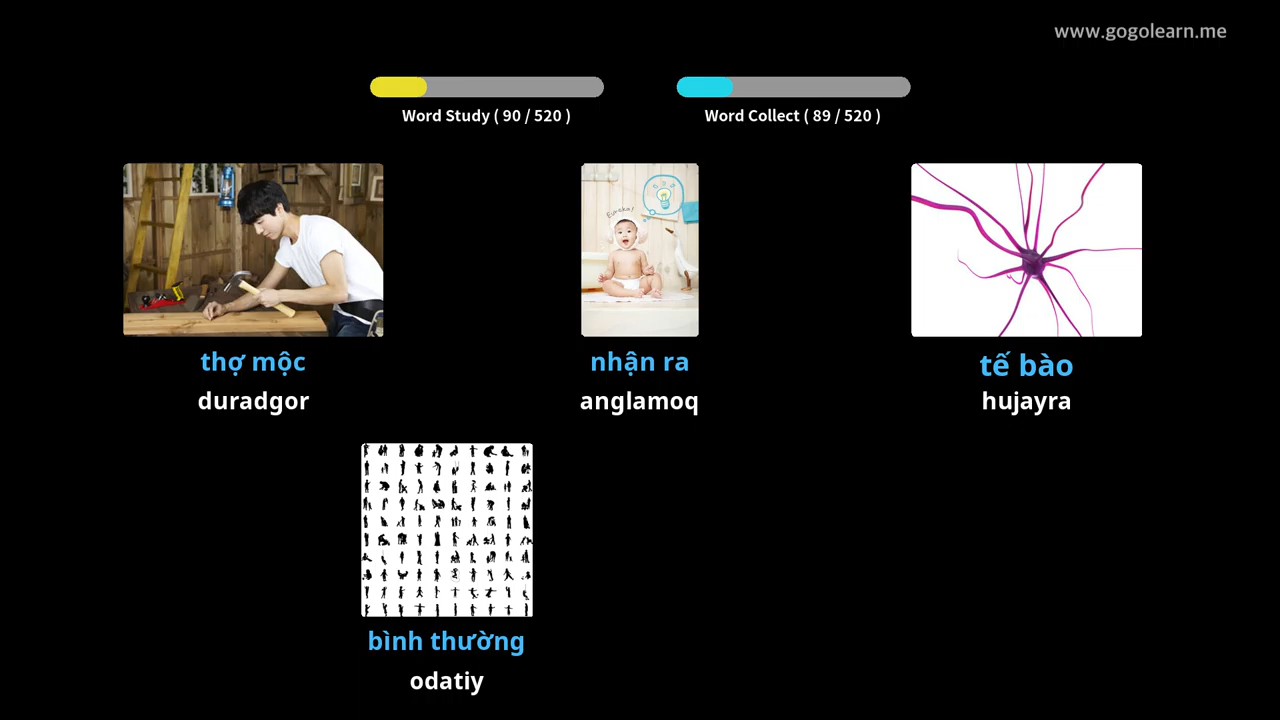 www.gogolearn.me
Word Study ( 90 / 520 )
Word Collect ( 89 / 520 )
Eureka!
thợ mộc
nhận ra
tế bào
duradgor
anglamoq
hujayra
bình thường
odatiy